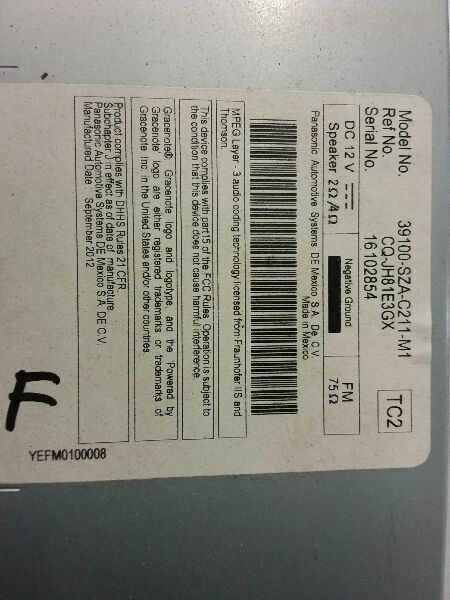 Model No. 39100-SZA-C211-M1
Ref No. CQ-JH81E3GX
Serial No. 16102854
TC2
DC 12 V
Speaker 2Ω/4Ω
Negative Ground
FM
75 Ω
Panasonic Automotive Systems DE Mexico S.A. De. C.V.
Made in Mexico
MPEG Layer - 3 audio coding technology licensed from Fraunhofer IIS and
Thomson.
This device complies with part15 of the FCC Rules. Operation is subject to
the condition that this device does not cause harmful interference.
Gracenote® Gracenote logo and logotype and the Powered by
Gracenote® logo are either registered trademarks or trademarks of
Gracenote Inc. in the United States and/or other countries.
Product complies with DHHS Rules 21 CFR
Subchapter J in effect as of date of manufacture.
Panasonic Automotive Systems DE Mexico S.A. DE C.V.
Manufactured Date : September 2012
YEFM0100008
F